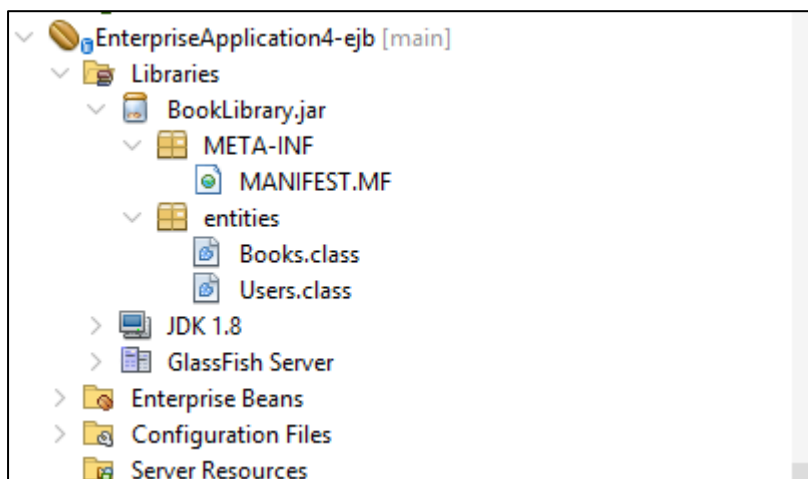 EnterpriseApplication4-ejb [main]
Libraries
BookLibrary.jar
META-INF
MANIFEST.MF
entities
Books.class
Users.class
JDK 1.8
GlassFish Server
Enterprise Beans
Configuration Files
Server Resources